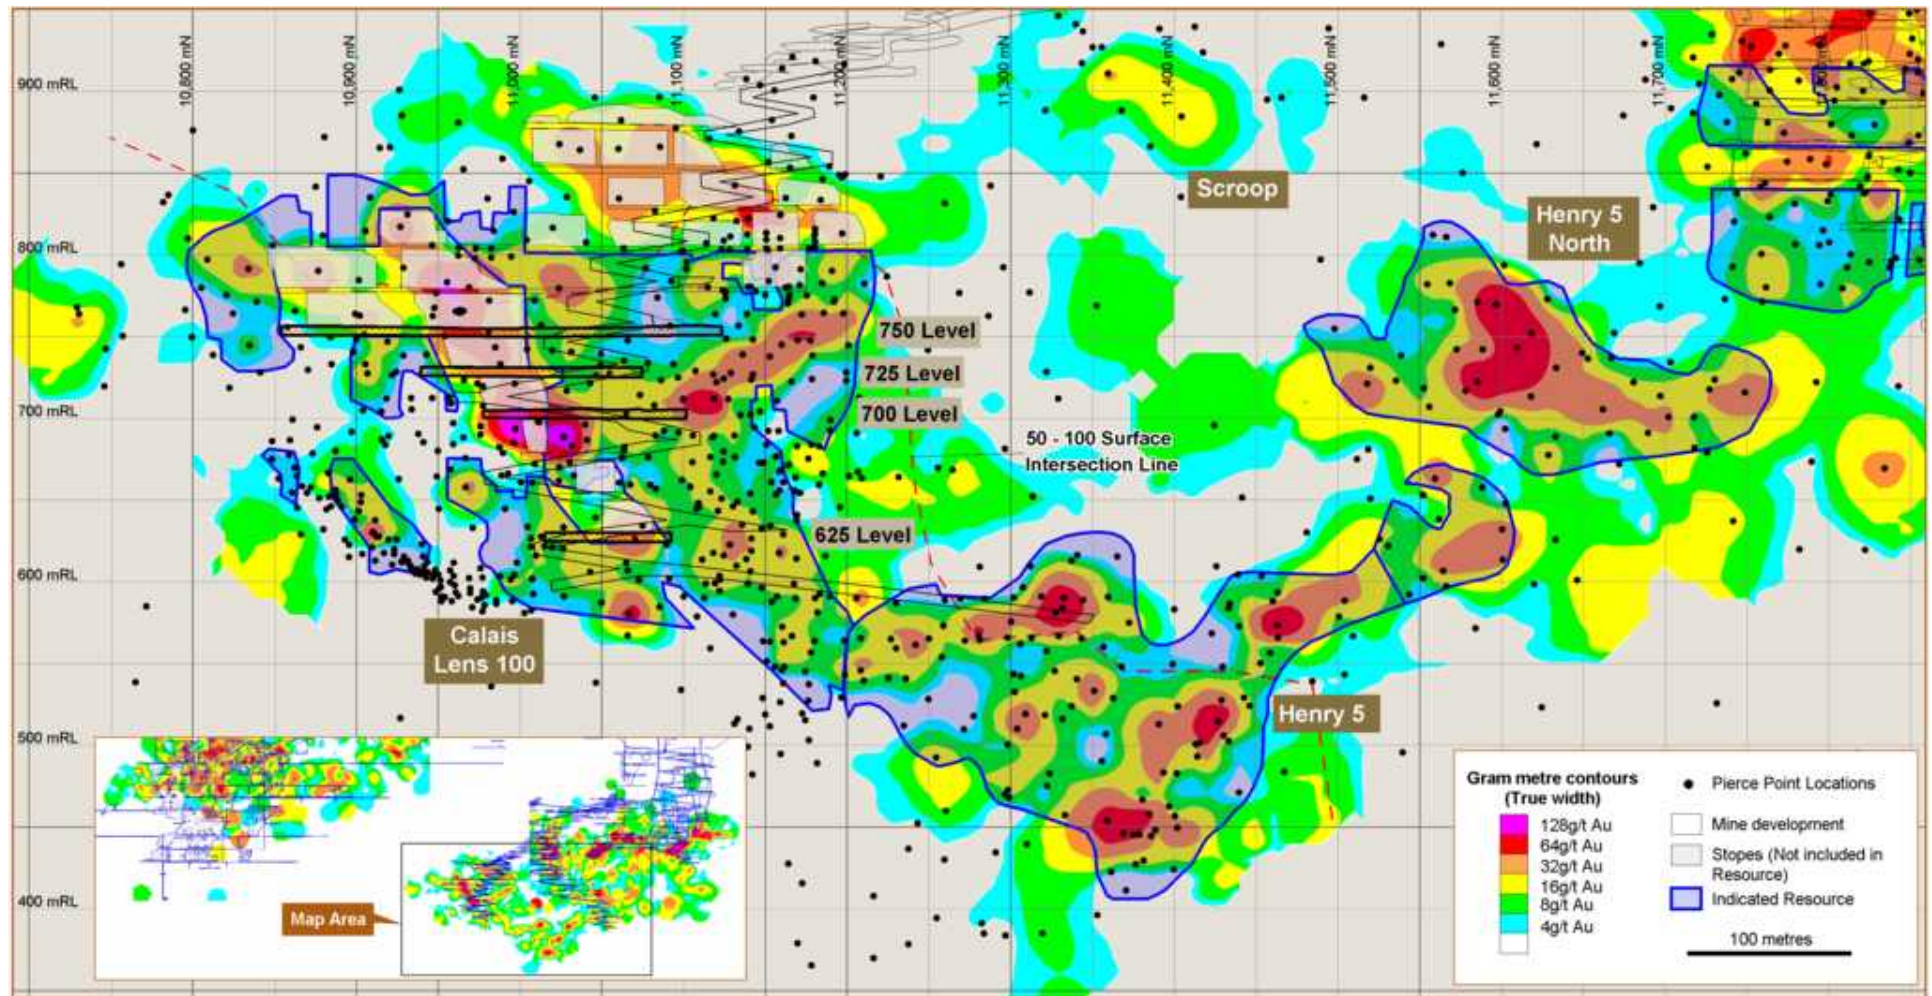 10,800 mN
10,900 mN
11,000 mN
11,100 mN
11,200 mN
11,300 mN
11,400 mN
11,500 mN
11,600 mN
11,700 mN
900 mRL
800 mRL
700 mRL
600 mRL
500 mRL
400 mRL
Scroop
Henry 5
North
750 Level
725 Level
700 Level
50 - 100 Surface
Intersection Line
625 Level
Calais
Lens 100
Henry 5
Map Area
Gram metre contours
(True width)
128g/t Au
64g/t Au
32g/t Au
16g/t Au
8g/t Au
4g/t Au
Pierce Point Locations
Mine development
Stopes (Not included in
Resource)
Indicated Resource
100 metres